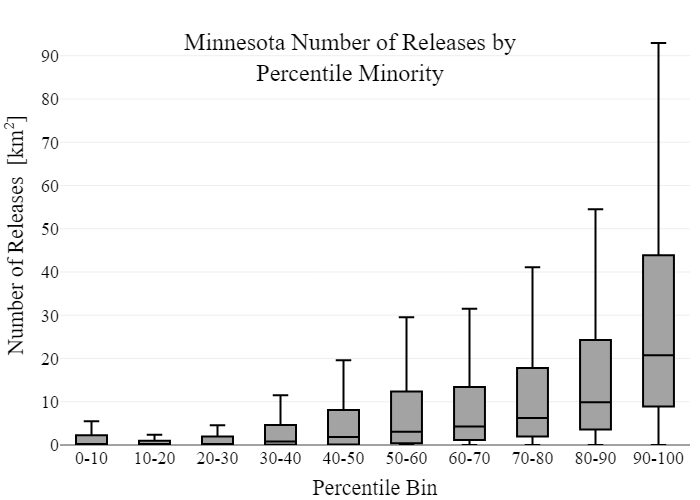 Minnesota Number of Releases by
Percentile Minority
Number of Releases [km²]
90
80
70
60
50
40
30
20
10
0
0-10 10-20 20-30 30-40 40-50 50-60 60-70 70-80 80-90 90-100
Percentile Bin